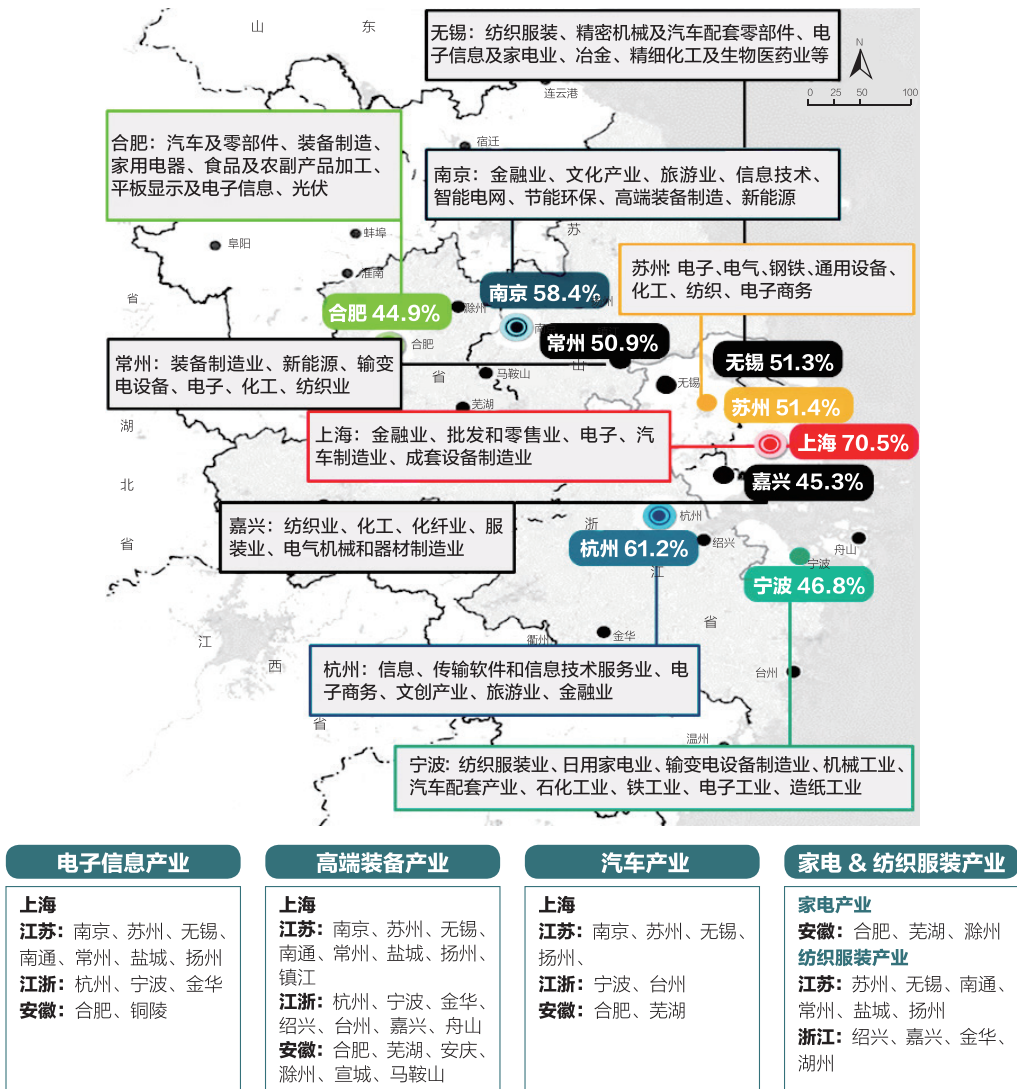 山 东
无锡：纺织服装、精密机械及汽车配套零部件、电
子信息及家电业、冶金、精细化工及生物医药业等
N
0 25 50 100
连云港
合肥：汽车及零部件、装备制造、
家用电器、食品及农副产品加工、
平板显示及电子信息、光伏
宿迁
南京：金融业、文化产业、旅游业、信息技术、
智能电网、节能环保、高端装备制造、新能源
苏
蚌埠
阜阳
淮南
苏州：电子、电气、钢铁、通用设备、
化工、纺织、电子商务
省
南京 58.4%
合肥 44.9%
滁州
州
南
常州 50.9%
合肥
常州：装备制造业、新能源、输变
电设备、电子、化工、纺织业
省
马鞍山
山
无锡 51.3%
无锡
芜湖
苏州 51.4%
湖
上海：金融业、批发和零售业、电子、汽
车制造业、成套设备制造业
上海 70.5%
北
嘉兴 45.3%
嘉兴：纺织业、化工、化纤业、服
装业、电气机械和器材制造业
浙
杭州
省
杭州 61.2%
绍兴
舟山
江
宁波
宁波 46.8%
省
江
衢州
金华
西
杭州：信息、传输软件和信息技术服务业、电
子商务、文创产业、旅游业、金融业
台州
省
温州
宁波：纺织服装业、日用家电业、输变电设备制造业、机械工业、
汽车配套产业、石化工业、铁工业、电子工业、造纸工业
电子信息产业
上海
江苏：南京、苏州、无锡、
南通、常州、盐城、扬州
江浙：杭州、宁波、金华
安徽：合肥、铜陵
高端装备产业
上海
江苏：南京、苏州、无锡、
南通、常州、盐城、扬州、
镇江
江浙：杭州、宁波、金华、
绍兴、台州、嘉兴、舟山
安徽：合肥、芜湖、安庆、
滁州、宣城、马鞍山
汽车产业
上海
江苏：南京、苏州、无锡、
扬州、
江浙：宁波、台州
安徽：合肥、芜湖
家电 & 纺织服装产业
家电产业
安徽：合肥、芜湖、滁州
纺织服装产业
江苏：苏州、无锡、南通、
常州、盐城、扬州
浙江：绍兴、嘉兴、金华、
湖州